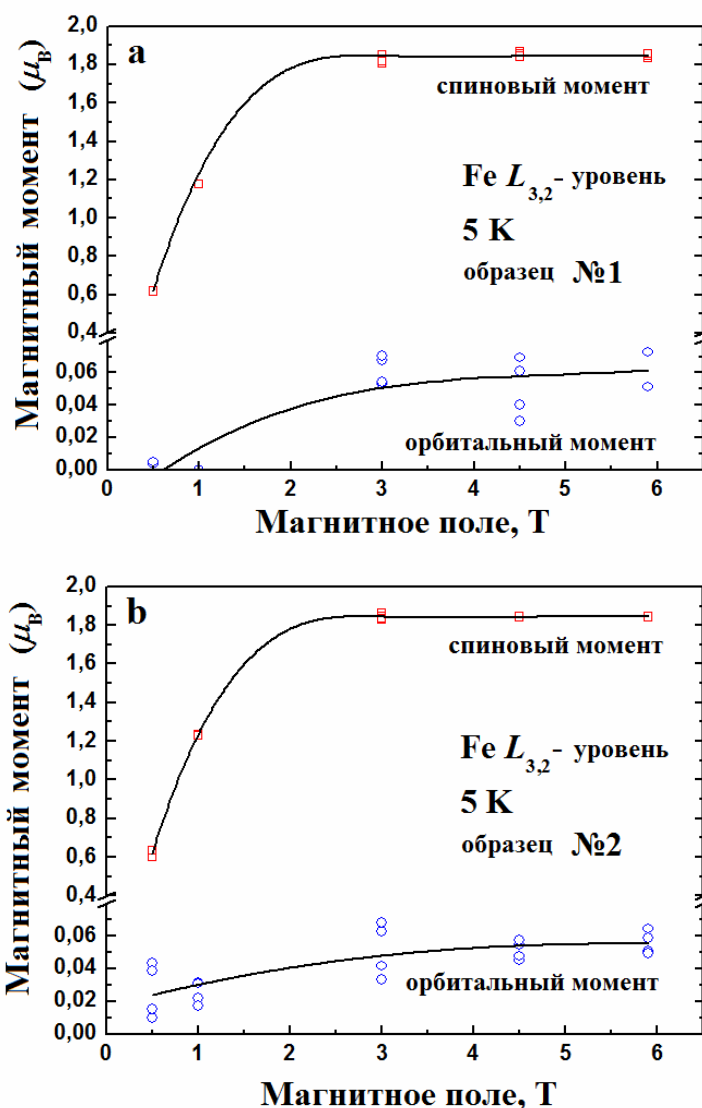 a
Магнитный момент (μ_B)
2,0
1,8
1,6
1,4
1,2
1,0
0,8
0,6
0,4
0,06
0,04
0,02
0,00
спиновый момент
Fe L3,2- уровень
5 K
образец №1
орбитальный момент
0 1 2 3 4 5 6
Магнитное поле, Т
b
Магнитный момент (μ_B)
2,0
1,8
1,6
1,4
1,2
1,0
0,8
0,6
0,4
0,06
0,04
0,02
0,00
спиновый момент
Fe L3,2- уровень
5 K
образец №2
орбитальный момент
0 1 2 3 4 5 6
Магнитное поле, Т